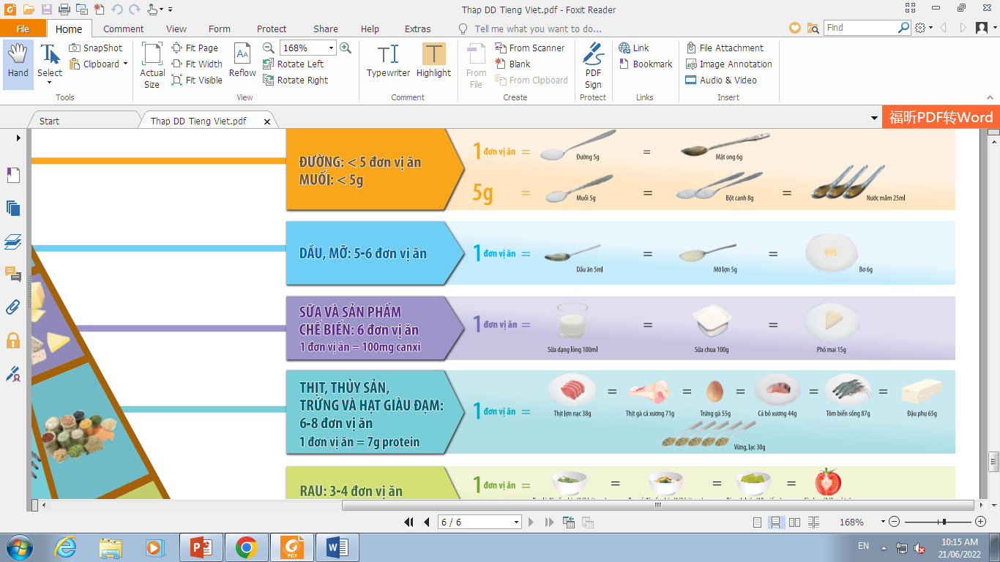 Thap DD Tieng Viet.pdf - Foxit Reader
File
Home
Comment
View
Form
Protect
Share
Help
Extras
Tell me what you want to do...
Find
Hand
Select
SnapShot
Clipboard
Tools
Actual Size
Fit Page
Fit Width
Fit Visible
Reflow
168%
Rotate Left
Rotate Right
View
Typewriter
Highlight
Comment
From File
From Scanner
Blank
From Clipboard
Create
PDF Sign
Protect
Link
Bookmark
Links
File Attachment
Image Annotation
Audio & Video
Insert
Start
Thap DD Tieng Viet.pdf
福昕PDF转Word
ĐƯỜNG: < 5 đơn vị ăn
MUỐI: < 5g
1 đơn vị ăn = = 
Đường 5g
Mật ong 6g
5g = = =
Muối 5g
Bột canh 8g
Nước mắm 25ml
DẦU, MỠ: 5-6 đơn vị ăn
1 đơn vị ăn = = =
Dầu ăn 5ml
Mỡ lợn 5g
Bơ 6g
SỮA VÀ SẢN PHẨM
CHẾ BIẾN: 6 đơn vị ăn
1 đơn vị ăn = 100mg canxi
1 đơn vị ăn = = =
Sữa dạng lỏng 100ml
Sữa chua 100g
Phô mai 15g
THỊT, THỦY SẢN,
TRỨNG VÀ HẠT GIÀU ĐẠM:
6-8 đơn vị ăn
1 đơn vị ăn = 7g protein
1 đơn vị ăn = = = = = =
Thịt lợn nạc 38g
Thịt gà cả xương 71g
Trứng gà 55g
Cá bỏ xương 44g
Tôm biển sống 87g
Đậu phụ 65g
Vừng, lạc 30g
RAU: 3-4 đơn vị ăn
1 đơn vị ăn = = = =
6 / 6
168%
PDF
EN
10:15 AM
21/06/2022